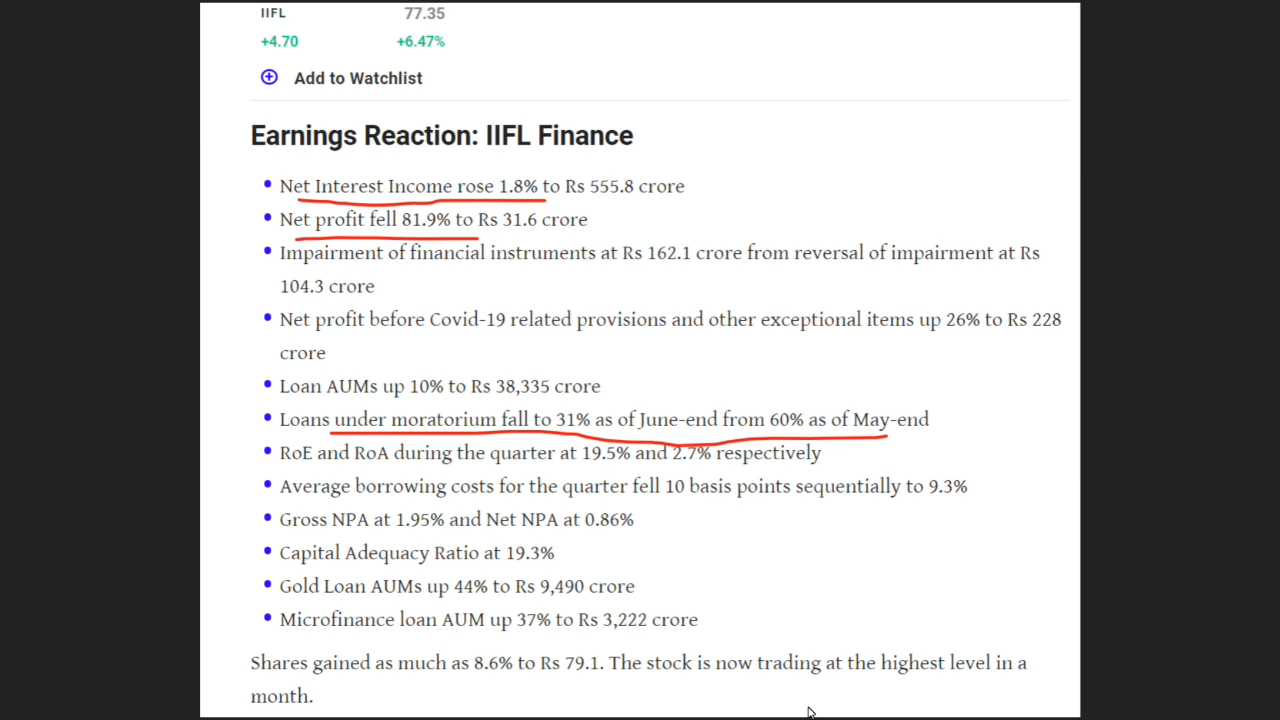 IIFL 77.35
+4.70 +6.47%
Add to Watchlist
Earnings Reaction: IIFL Finance
Net Interest Income rose 1.8% to Rs 555.8 crore
Net profit fell 81.9% to Rs 31.6 crore
Impairment of financial instruments at Rs 162.1 crore from reversal of impairment at Rs
104.3 crore
Net profit before Covid-19 related provisions and other exceptional items up 26% to Rs 228
crore
Loan AUMs up 10% to Rs 38,335 crore
Loans under moratorium fall to 31% as of June-end from 60% as of May-end
RoE and RoA during the quarter at 19.5% and 2.7% respectively
Average borrowing costs for the quarter fell 10 basis points sequentially to 9.3%
Gross NPA at 1.95% and Net NPA at 0.86%
Capital Adequacy Ratio at 19.3%
Gold Loan AUMs up 44% to Rs 9,490 crore
Microfinance loan AUM up 37% to Rs 3,222 crore
Shares gained as much as 8.6% to Rs 79.1. The stock is now trading at the highest level in a
month.